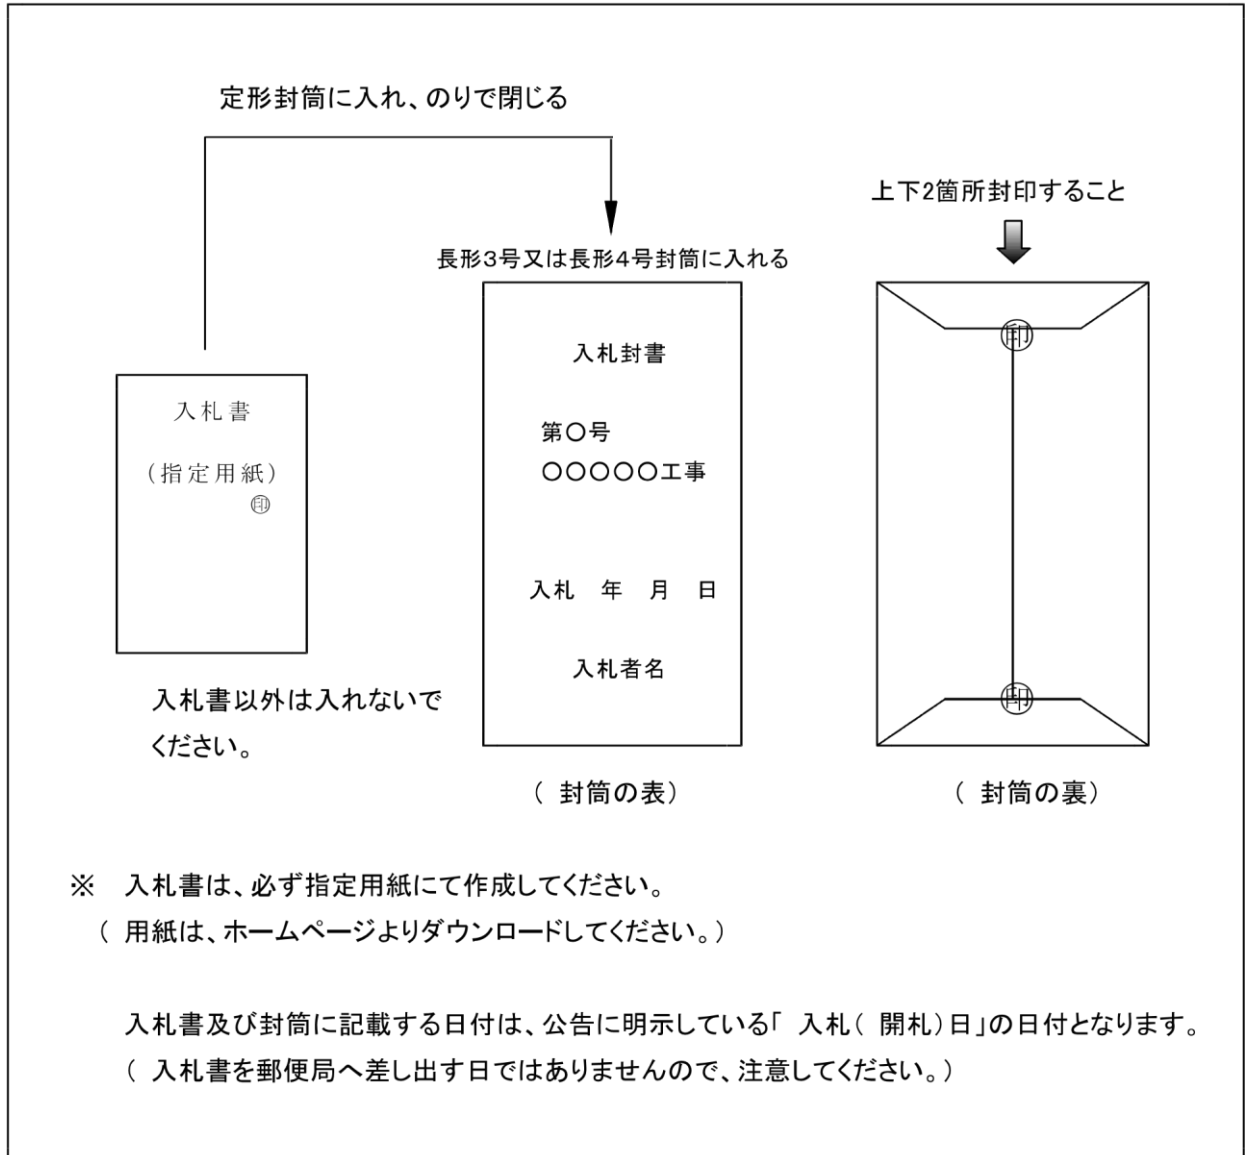 定形封筒に入れ、のりで閉じる
上下2箇所封印すること
長形3号又は長形4号封筒に入れる
入札書
(指定用紙)
㊞
入札書以外は入れないで
ください。
入札封書
第〇号
〇〇〇〇〇工事
入札 年 月 日
入札者名
( 封筒の表)
㊞
㊞
( 封筒の裏)
※ 入札書は、必ず指定用紙にて作成してください。
( 用紙は、ホームページよりダウンロードしてください。)
入札書及び封筒に記載する日付は、公告に明示している「 入札( 開札)日」の日付となります。
( 入札書を郵便局へ差し出す日ではありませんので、注意してください。)